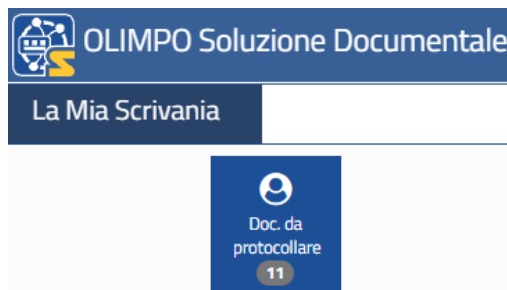 OLIMPO Soluzione Documentale
La Mia Scrivania
Doc. da
protocollare
11